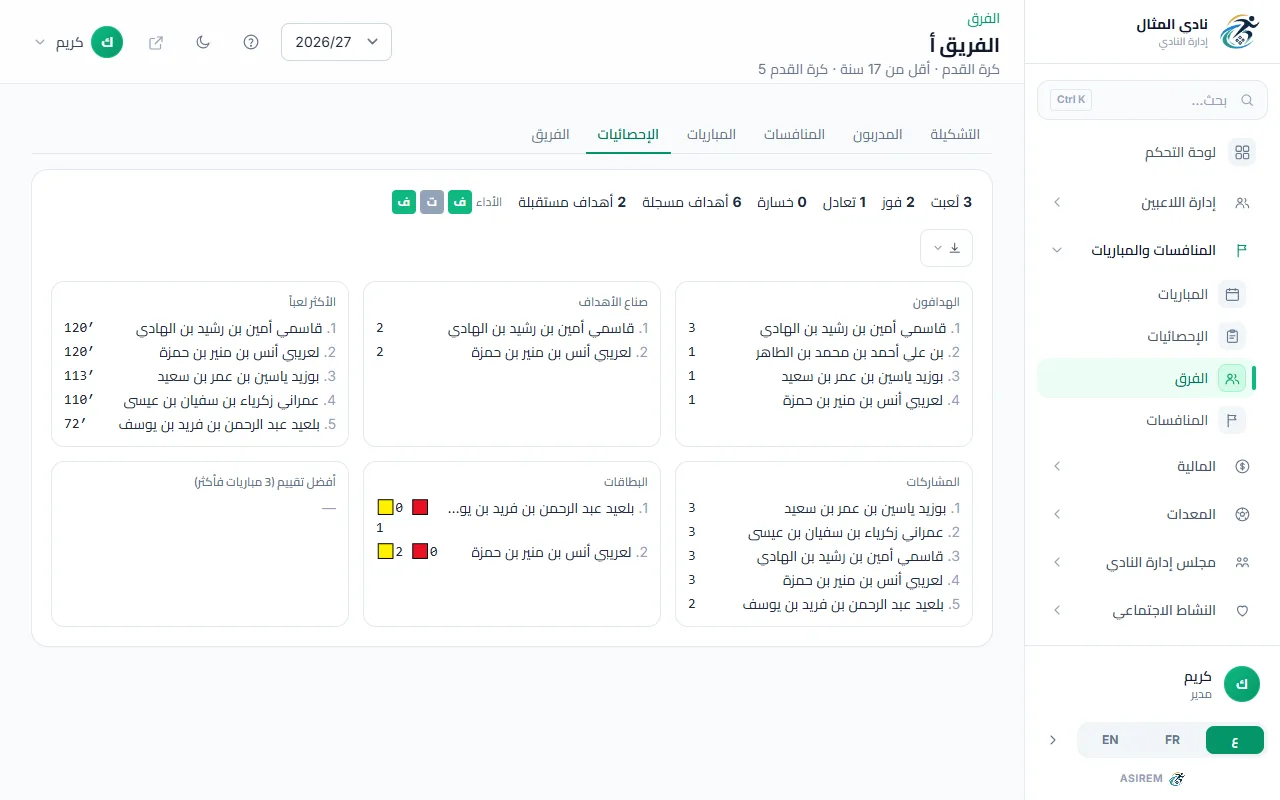 نادي المثال
إدارة النادي
بحث...
Ctrl K
لوحة التحكم
إدارة اللاعبين
المنافسات والمباريات
المباريات
الإحصائيات
الفرق
المنافسات
المالية
المعدات
مجلس إدارة النادي
النشاط الاجتماعي
ك
كريم
مدير
ع
FR
EN
ASIREM
الفرق
الفريق أ
كرة القدم · أقل من 17 سنة · كرة القدم 5
2026/27
ك
كريم
التشكيلة
المدربون
المنافسات
المباريات
الإحصائيات
الفريق
3 لُعبت 2 فوز 1 تعادل 0 خسارة 6 أهداف مسجلة 2 أهداف مستقبلة الأداء ف ت ف
الهدافون
1. قاسمي أمين بن رشيد بن الهادي 3
2. بن علي أحمد بن محمد بن الطاهر 1
3. بوزيد ياسين بن عمر بن سعيد 1
4. لعريبي أنس بن منير بن حمزة 1
صناع الأهداف
1. قاسمي أمين بن رشيد بن الهادي 2
2. لعريبي أنس بن منير بن حمزة 2
الأكثر لعباً
1. قاسمي أمين بن رشيد بن الهادي 120′
2. لعريبي أنس بن منير بن حمزة 120′
3. بوزيد ياسين بن عمر بن سعيد 113′
4. عمراني زكرياء بن سفيان بن عيسى 110′
5. بلعيد عبد الرحمن بن فريد بن يوسف 72′
المشاركات
1. بوزيد ياسين بن عمر بن سعيد 3
2. عمراني زكرياء بن سفيان بن عيسى 3
3. قاسمي أمين بن رشيد بن الهادي 3
4. لعريبي أنس بن منير بن حمزة 3
5. بلعيد عبد الرحمن بن فريد بن يوسف 2
البطاقات
1. بلعيد عبد الرحمن بن فريد بن يو... 0
1
2. لعريبي أنس بن منير بن حمزة 2 0
أفضل تقييم (3 مباريات فأكثر)
—